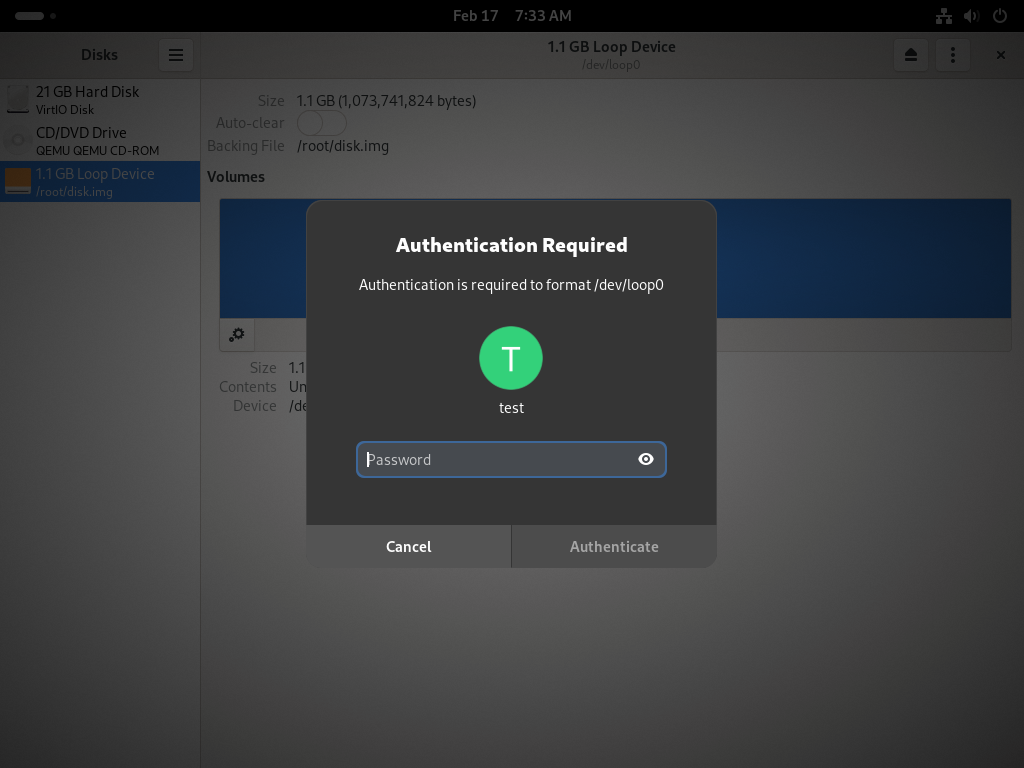 Feb 17 7:33 AM
Disks
1.1 GB Loop Device
/dev/loop0
21 GB Hard Disk
VirtIO Disk
CD/DVD Drive
QEMU QEMU CD-ROM
1.1 GB Loop Device
/root/disk.img
Size 1.1 GB (1,073,741,824 bytes)
Auto-clear
Backing File /root/disk.img
Volumes
Authentication Required
Authentication is required to format /dev/loop0
T
test
Password
Cancel Authenticate
Size 1.1
Contents Un
Device /de